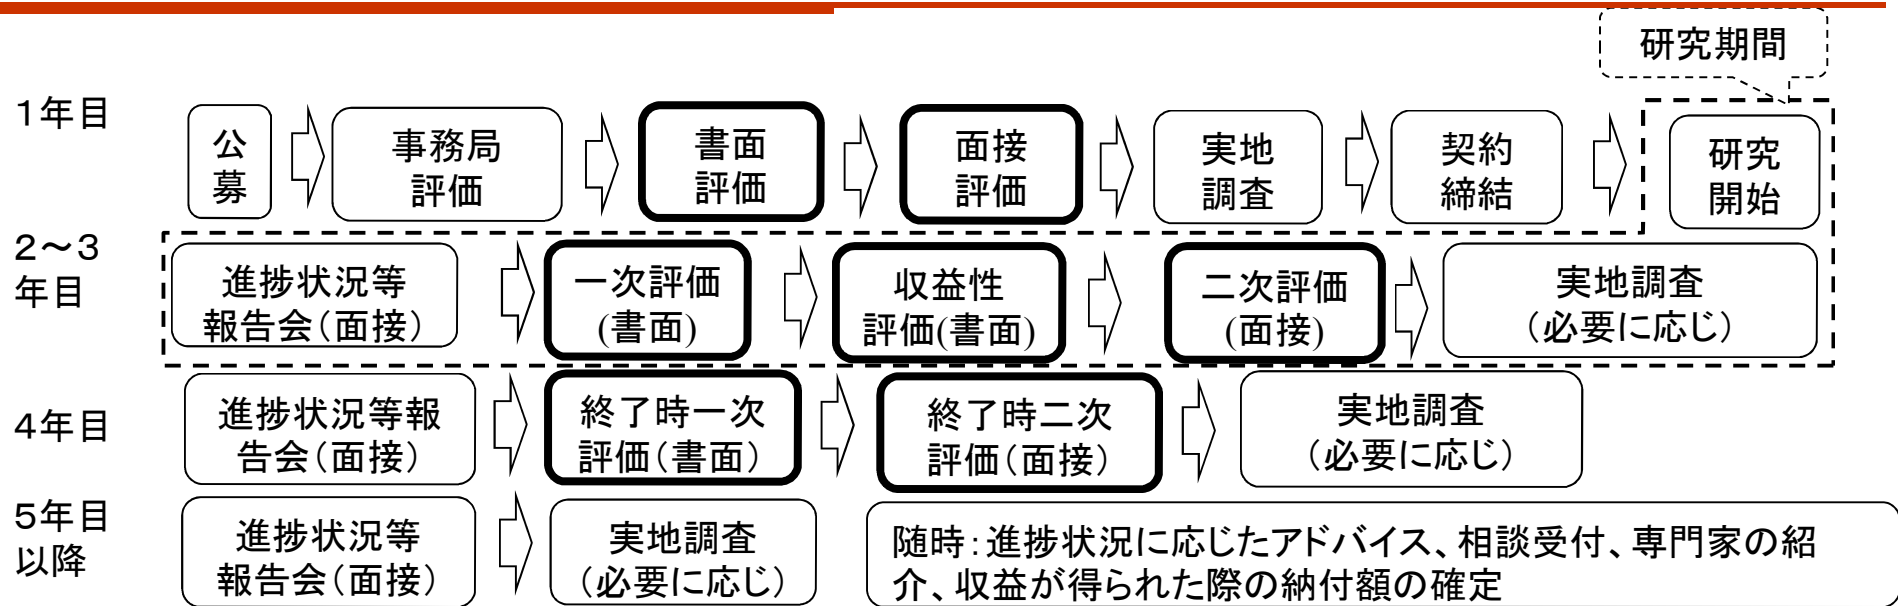 研究期間
1年目
公
募
事務局
評価
書面
評価
面接
評価
実地
調査
契約
締結
研究
開始
2～3
年目
進捗状況等
報告会（面接）
一次評価
(書面)
収益性
評価(書面)
二次評価
(面接)
実地調査
（必要に応じ）
4年目
進捗状況等報
告会（面接）
終了時一次
評価（書面）
終了時二次
評価（面接）
実地調査
（必要に応じ）
5年目
以降
進捗状況等
報告会（面接）
実地調査
（必要に応じ）
随時：進捗状況に応じたアドバイス、相談受付、専門家の紹
介、収益が得られた際の納付額の確定